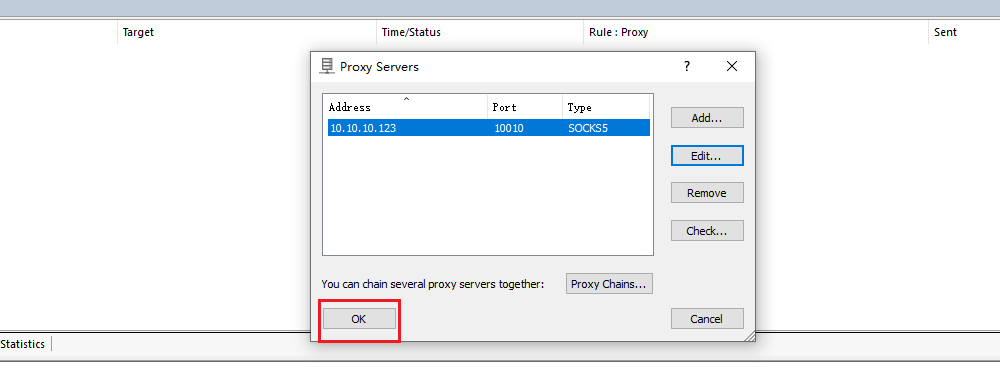 Target Time/Status Rule : Proxy Sent
Proxy Servers ?
Address Port Type
10.10.10.123 10010 SOCKS5
Add...
Edit...
Remove
Check...
You can chain several proxy servers together: Proxy Chains...
OK Cancel
Statistics